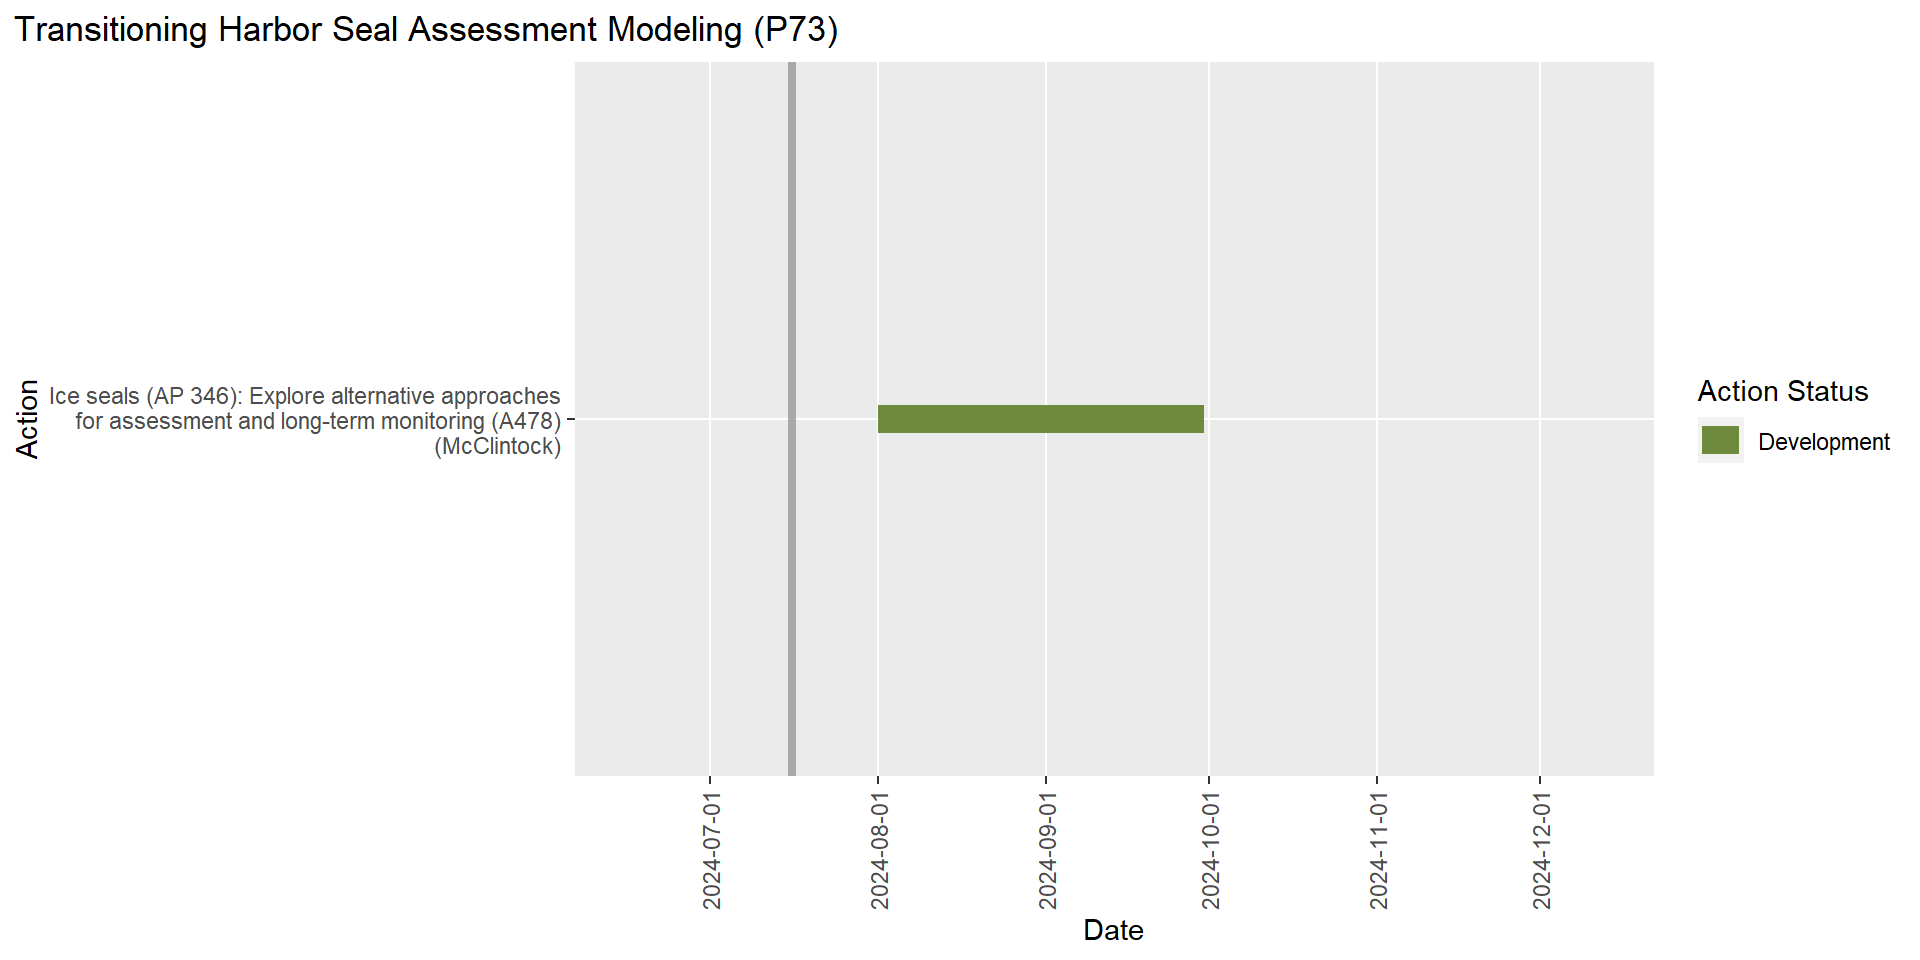 Transitioning Harbor Seal Assessment Modeling (P73)
Action
Ice seals (AP 346): Explore alternative approaches
for assessment and long-term monitoring (A478)
(McClintock)
2024-07-01
2024-08-01
2024-09-01
2024-10-01
2024-11-01
2024-12-01
Date
Action Status
Development